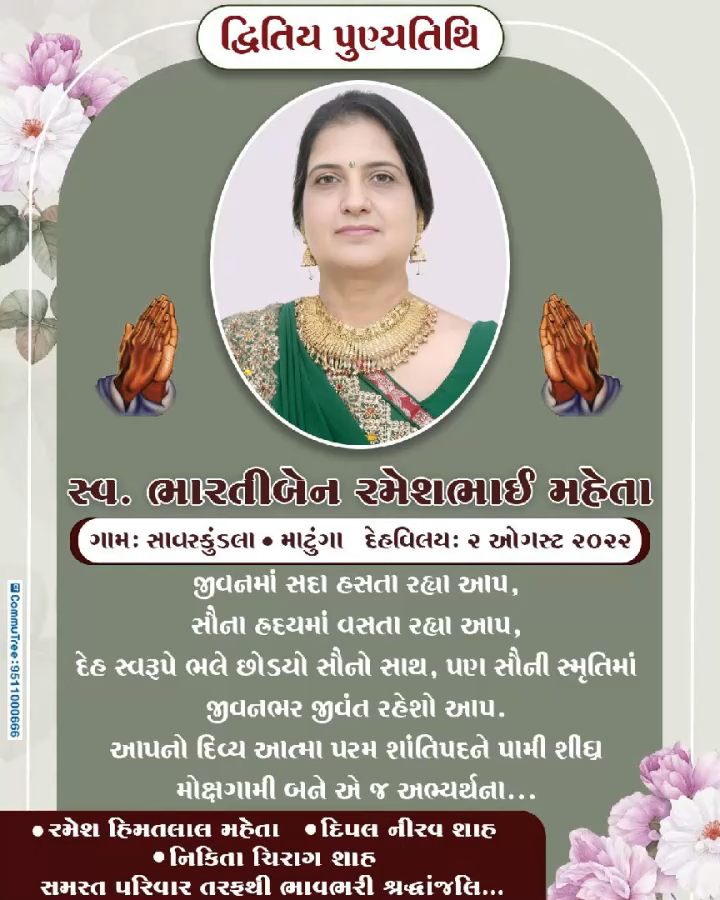 દ્વિતિય પુણ્યતિથિ
સ્વ. ભારતીબેન રમેશભાઈ મહેતા
ગામઃ સાવરકુંડલા • માટુંગા દેહવિલયઃ ૨ ઓગસ્ટ ૨૦૨૨
જીવનમાં સદા હસતા રહ્યા આપ,
સૌના હૃદયમાં વસતા રહ્યા આપ,
દેહ સ્વરૂપે ભલે છોડયો સૌનો સાથ, પણ સૌની સ્મૃતિમાં
જીવનભર જીવંત રહેશો આપ.
આપનો દિવ્ય આત્મા પરમ શાંતિપદને પામી શીઘ્ર
મોક્ષગામી બને એ જ અભ્યર્થના...
• રમેશ હિમતલાલ મહેતા • દિપલ નીરવ શાહ
• નિકિતા ચિરાગ શાહ
સમસ્ત પરિવાર તરફથી ભાવભરી શ્રદ્ધાંજલિ...
CommuTree:9511000666